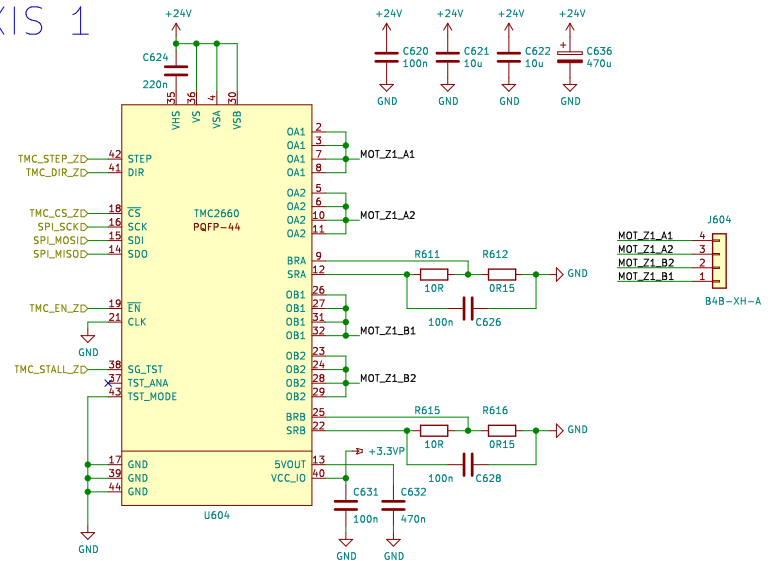 XIS 1
+24V
+24V
+24V
+24V
+24V
C624
220n
C620
100n
C621
10u
C622
10u
C636
470u
+
GND
GND
GND
GND
35
36
4
30
VHS
VS
VSA
VSB
TMC_STEP_Z
42
STEP
TMC_DIR_Z
41
DIR
TMC_CS_Z
18
CS
SPI_SCK
16
SCK
SPI_MOSI
15
SDI
SPI_MISO
14
SDO
TMC_EN_Z
19
EN
21
CLK
GND
TMC_STALL_Z
38
SG_TST
37
TST_ANA
43
TST_MODE
17
GND
39
GND
44
GND
GND
TMC2660
PQFP-44
U604
OA1
2
OA1
3
OA1
7
MOT_Z1_A1
OA1
8
OA2
5
OA2
6
OA2
10
MOT_Z1_A2
OA2
11
BRA
9
SRA
12
R611
10R
R612
0R15
GND
100n
C626
OB1
26
OB1
27
OB1
31
OB1
32
MOT_Z1_B1
OB2
23
OB2
24
OB2
28
MOT_Z1_B2
OB2
29
BRB
25
SRB
22
R615
10R
R616
0R15
GND
100n
C628
+3.3VP
5VOUT
13
VCC_IO
40
C631
100n
C632
470n
GND
GND
J604
MOT_Z1_A1
4
MOT_Z1_A2
3
MOT_Z1_B2
2
MOT_Z1_B1
1
B4B-XH-A